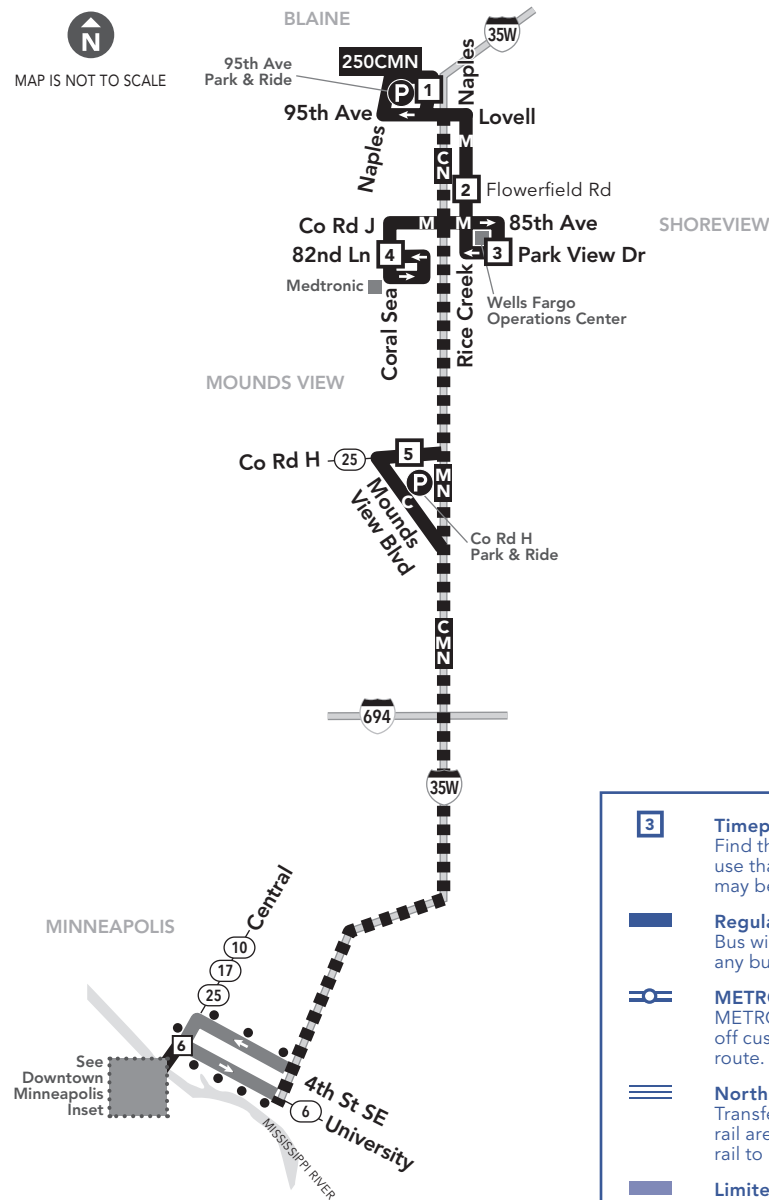 BLAINE
N
MAP IS NOT TO SCALE
35W
Naples
250CMN
95th Ave
Park & Ride
P
1
95th Ave
Lovell
Naples
M
C
N
2
Flowerfield Rd
Co Rd J
M
M
85th Ave
SHOREVIEW
82nd Ln
4
3
Park View Dr
Medtronic
Coral Sea
Rice Creek
Wells Fargo
Operations Center
MOUNDS VIEW
Co Rd H
25
5
P
M
N
C
Mounds
View Blvd
Co Rd H
Park & Ride
C
M
N
694
35W
3
Timep
Find th
use tha
may be
Regula
Bus wi
any bu
METRO
METRO
off cus
route.
North
Transfe
rail are
rail to
Limite
MINNEAPOLIS
Central
10
17
25
6
See
Downtown
Minneapolis
Inset
4th St SE
6
University
MISSISSIPPI RIVER